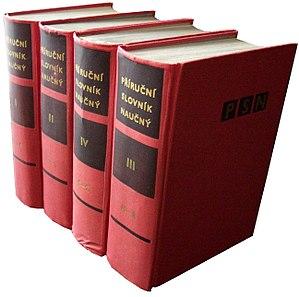 PŘÍRUČNÍ
SLOVNÍK
NAUČNÝ
I
PŘÍRUČNÍ
SLOVNÍK
NAUČNÝ
II
PŘÍRUČNÍ
SLOVNÍK
NAUČNÝ
IV
PŘÍRUČNÍ
SLOVNÍK
NAUČNÝ
III
PSN